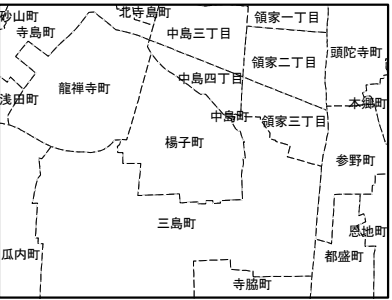 砂山町
北寺島町
領家一丁目
寺島町
中島三丁目
頭陀寺町
領家二丁目
中島四丁目
龍禅寺町
浅田町
本郷町
中島町
領家三丁目
楊子町
参野町
三島町
恩地町
瓜内町
都盛町
寺脇町